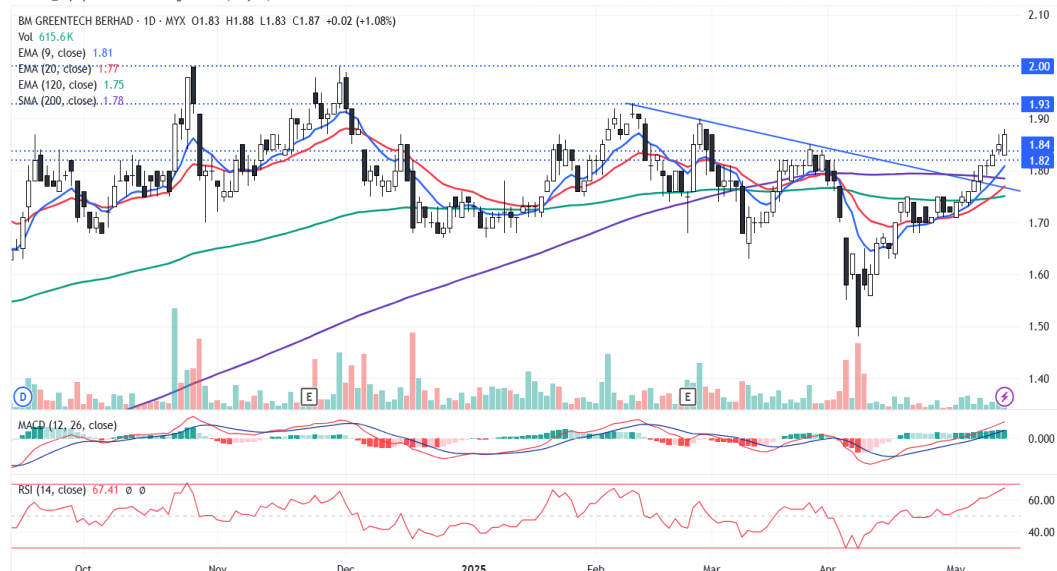 BM GREENTECH BERHAD · 1D · MYX O1.83 H1.88 L1.83 C1.87 +0.02 (+1.08%)
Vol 615.6K
EMA (9, close) 1.81
EMA (20, close) 1.77
EMA (120, close) 1.75
SMA (200, close) 1.78
2.10
2.00
1.93
1.90
1.84
1.82
1.80
1.70
1.60
1.50
1.40
D
E
E
MACD (12, 26, close)
0.000
RSI (14, close) 67.41 ø ø
60.00
40.00
Oct Nov Dec 2025 Feb Mar Apr May